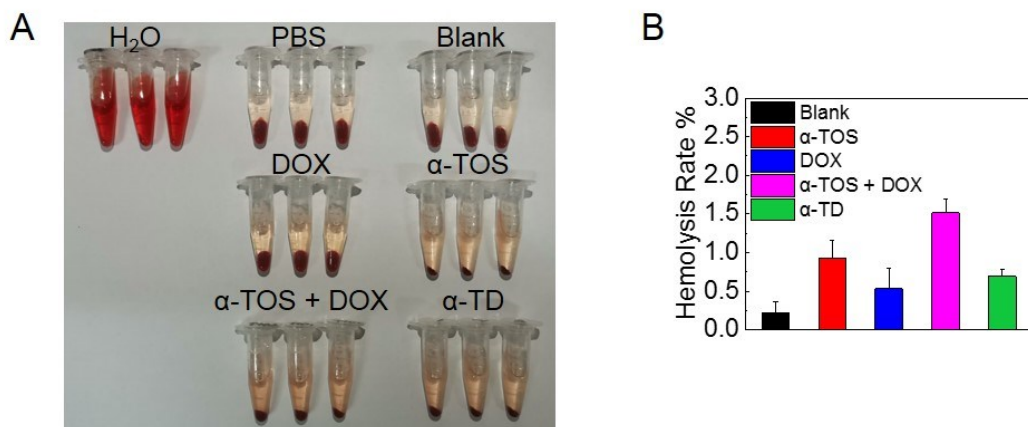 A
H₂O
PBS
Blank
DOX
α-TOS
α-TOS + DOX
α-TD
B
Hemolysis Rate %
3.0
2.5
2.0
1.5
1.0
0.5
0.0
Blank
α-TOS
DOX
α-TOS + DOX
α-TD